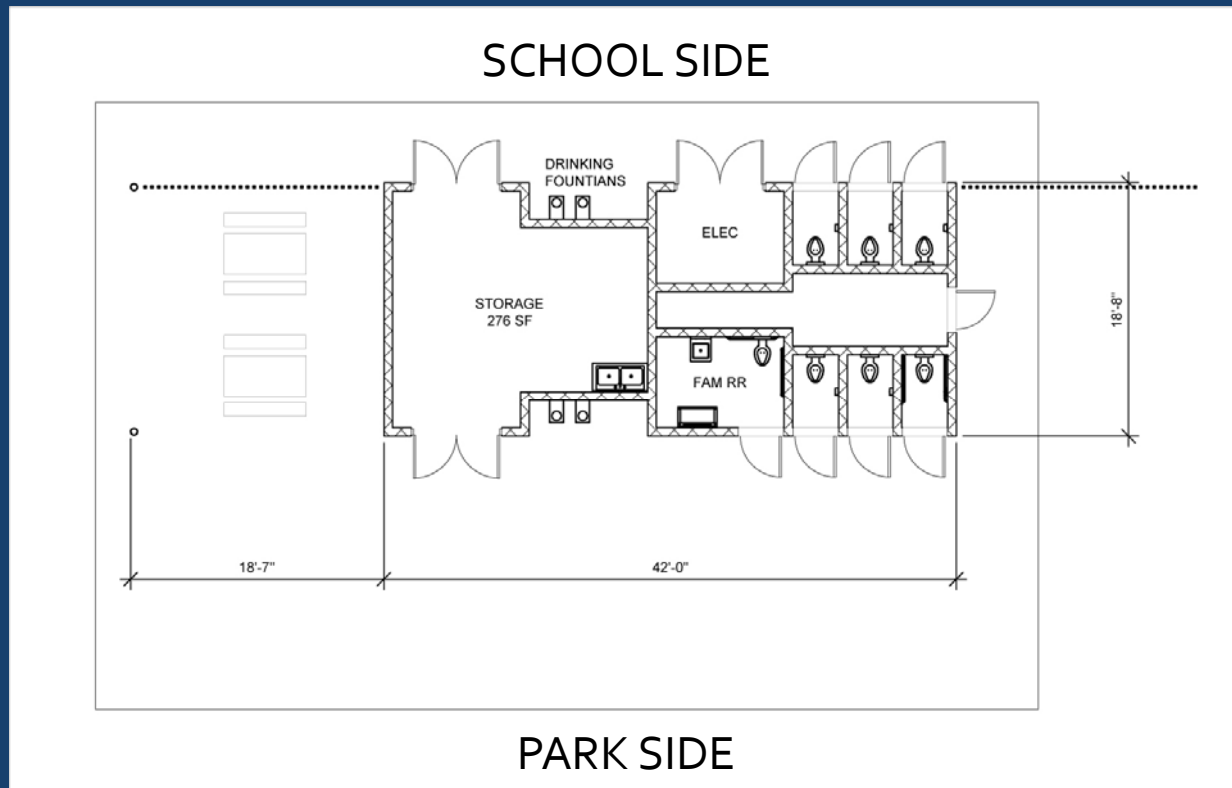 SCHOOL SIDE
DRINKING
FOUNTIANS
ELEC
STORAGE
276 SF
18'-8"
FAM RR
18'-7"
42'-0"
PARK SIDE